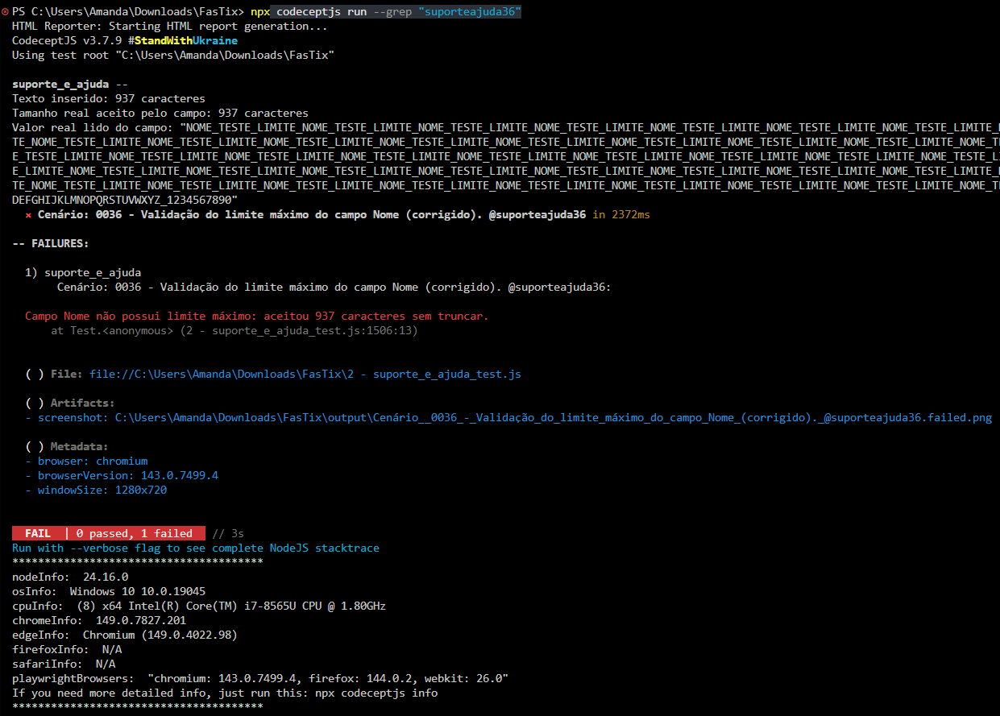 PS C:\Users\Amanda\Downloads\FasTix> npx codeceptjs run --grep "suporteajuda36"
HTML Reporter: Starting HTML report generation...
CodeceptJS v3.7.9 #StandWithUkraine
Using test root "C:\Users\Amanda\Downloads\FasTix"
suporte_e_ajuda --
Texto inserido: 937 caracteres
Tamanho real aceito pelo campo: 937 caracteres
Valor real lido do campo: "NOME_TESTE_LIMITE_NOME_TESTE_LIMITE_NOME_TESTE_LIMITE_NOME_TESTE_LIMITE_NOME_TESTE_LIMITE_NOME_TESTE_LIMITE_NOME_TESTE_LIMITE_
TE_NOME_TESTE_LIMITE_NOME_TESTE_LIMITE_NOME_TESTE_LIMITE_NOME_TESTE_LIMITE_NOME_TESTE_LIMITE_NOME_TESTE_LIMITE_NOME_TESTE_LIMITE_NOME_TESTE_LIMITE_NOME_T
E_TESTE_LIMITE_NOME_TESTE_LIMITE_NOME_TESTE_LIMITE_NOME_TESTE_LIMITE_NOME_TESTE_LIMITE_NOME_TESTE_LIMITE_NOME_TESTE_LIMITE_NOME_TESTE_LIMITE_NOME_TESTE_L
E_LIMITE_NOME_TESTE_LIMITE_NOME_TESTE_LIMITE_NOME_TESTE_LIMITE_NOME_TESTE_LIMITE_NOME_TESTE_LIMITE_NOME_TESTE_LIMITE_NOME_TESTE_LIMITE_NOME_TESTE_LIMITE_
TE_NOME_TESTE_LIMITE_NOME_TESTE_LIMITE_NOME_TESTE_LIMITE_NOME_TESTE_LIMITE_NOME_TESTE_LIMITE_NOME_TESTE_LIMITE_NOME_TESTE_LIMITE_NOME_TESTE_LIMITE_NOME_T
DEFGHIJKLMNOPQRSTUVWXYZ_1234567890"
× Cenário: 0036 - Validação do limite máximo do campo Nome (corrigido). @suporteajuda36 in 2372ms
-- FAILURES:
1) suporte_e_ajuda
Cenário: 0036 - Validação do limite máximo do campo Nome (corrigido). @suporteajuda36:
Campo Nome não possui limite máximo: aceitou 937 caracteres sem truncar.
at Test.<anonymous> (2 - suporte_e_ajuda_test.js:1506:13)
( ) File: file://C:\Users\Amanda\Downloads\FasTix\2 - suporte_e_ajuda_test.js
( ) Artifacts:
- screenshot: C:\Users\Amanda\Downloads\FasTix\output\Cenário__0036_-_Validação_do_limite_máximo_do_campo_Nome_(corrigido)._@suporteajuda36.failed.png
( ) Metadata:
- browser: chromium
- browserVersion: 143.0.7499.4
- windowSize: 1280x720
FAIL | 0 passed, 1 failed // 3s
Run with --verbose flag to see complete NodeJS stacktrace
***************************************
nodeInfo: 24.16.0
osInfo: Windows 10 10.0.19045
cpuInfo: (8) x64 Intel(R) Core(TM) i7-8565U CPU @ 1.80GHz
chromeInfo: 149.0.7827.201
edgeInfo: Chromium (149.0.4022.98)
firefoxInfo: N/A
safariInfo: N/A
playwrightBrowsers: "chromium: 143.0.7499.4, firefox: 144.0.2, webkit: 26.0"
If you need more detailed info, just run this: npx codeceptjs info
***************************************